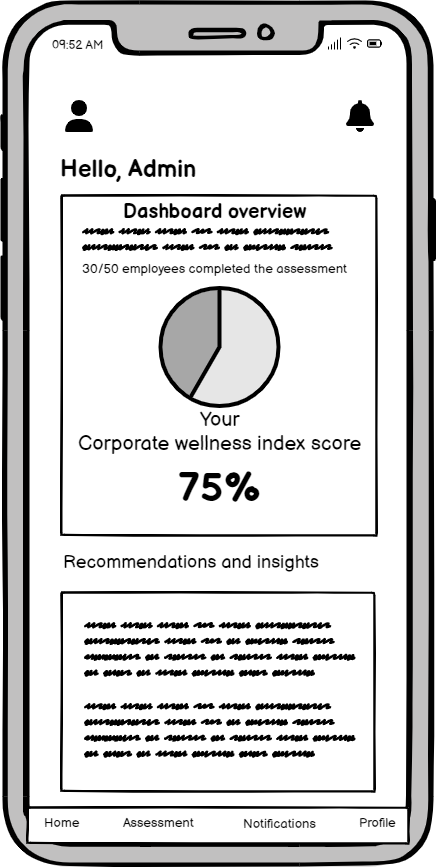 09:52 AM
Hello, Admin
Dashboard overview
30/50 employees completed the assessment
Your
Corporate wellness index score
75%
Recommendations and insights
Home Assessment Notifications Profile